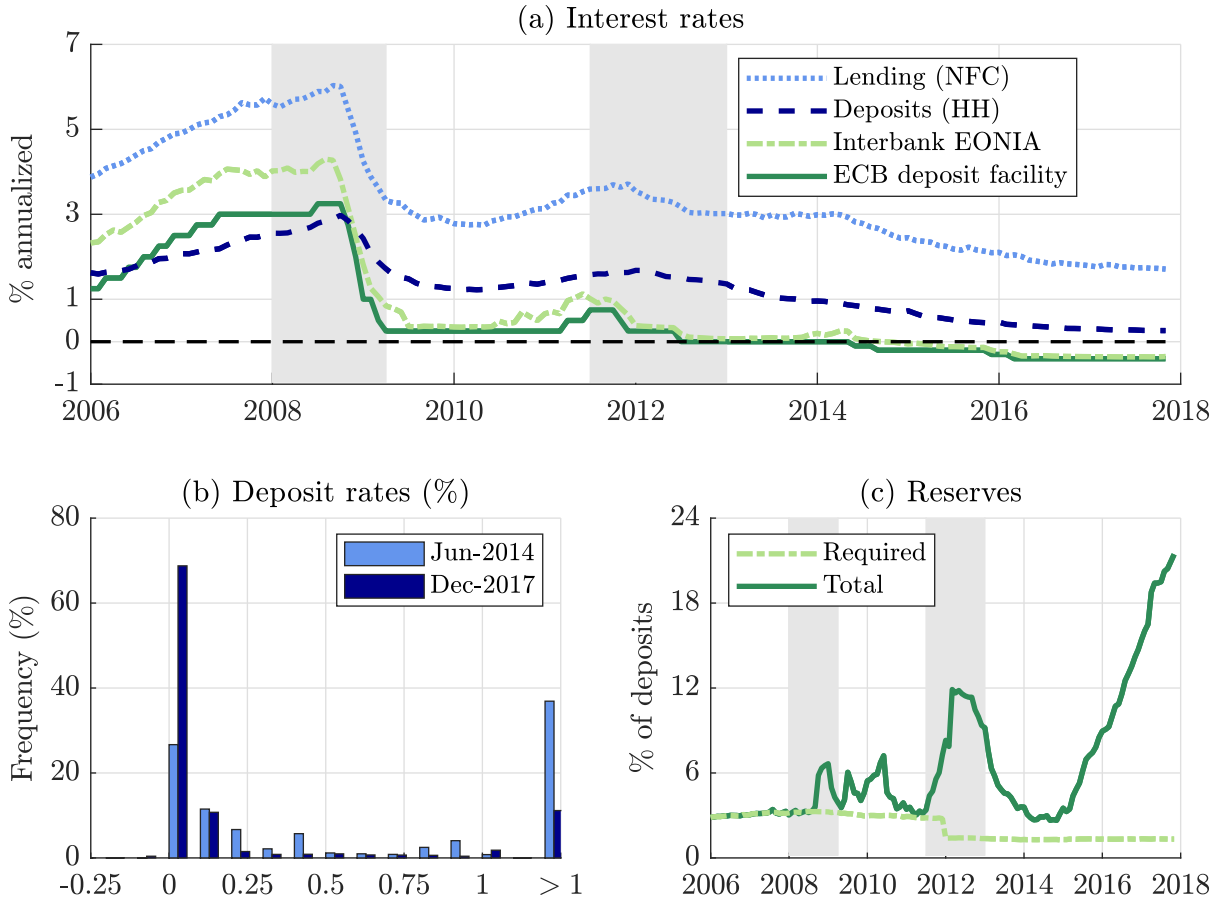 (a) Interest rates
% annualized
7
5
3
1
0
-1
2006 2008 2010 2012 2014 2016 2018
Lending (NFC)
Deposits (HH)
Interbank EONIA
ECB deposit facility
(b) Deposit rates (%)
Frequency (%)
80
60
40
20
0
-0.25 0 0.25 0.5 0.75 1 > 1
Jun-2014
Dec-2017
(c) Reserves
% of deposits
24
18
12
6
0
2006 2008 2010 2012 2014 2016 2018
Required
Total